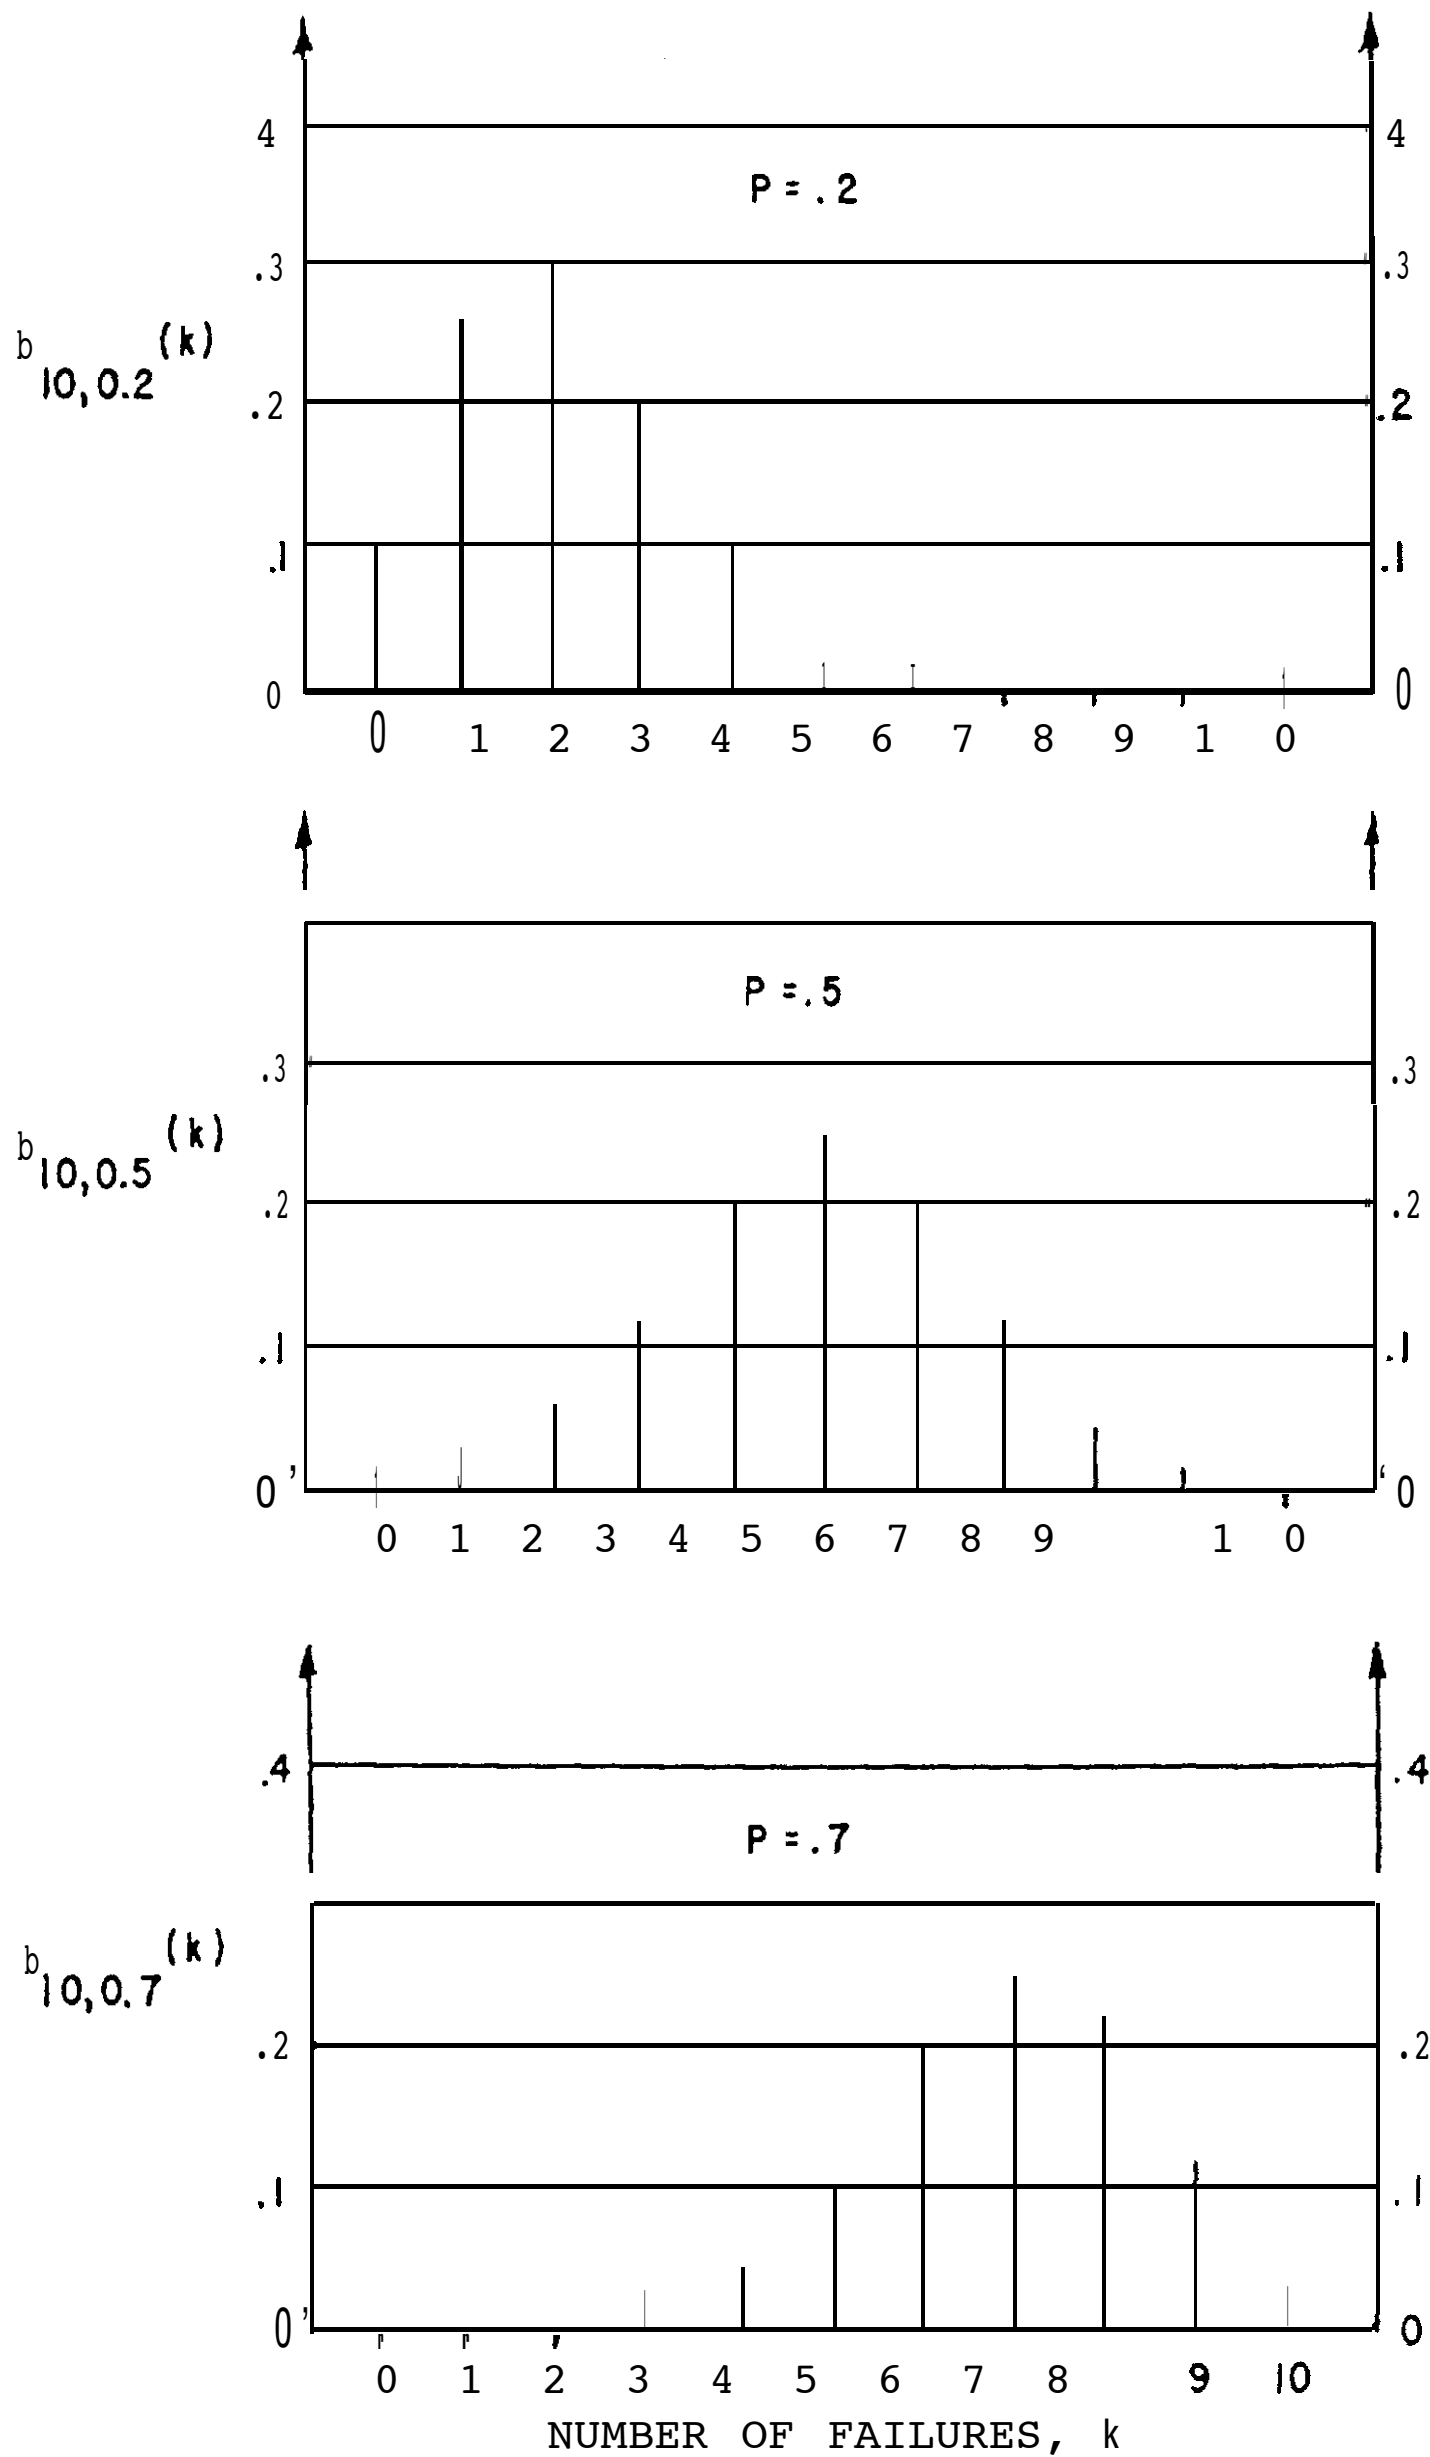 4 4
P = .2
.3 .3
b 10,0.2 (k)
.2 .2
.1 .1
0 0
0 1 2 3 4 5 6 7 8 9 1 0
P =.5
.3 .3
b 10,0.5 (k)
.2 .2
.1 .1
0 ’ ‘ 0
0 1 2 3 4 5 6 7 8 9 1 0
.4 .4
P = .7
b 10,0.7 (k)
.2 .2
.1 .1
0 ’ 0
0 1 2 3 4 5 6 7 8 9 10
NUMBER OF FAILURES, k